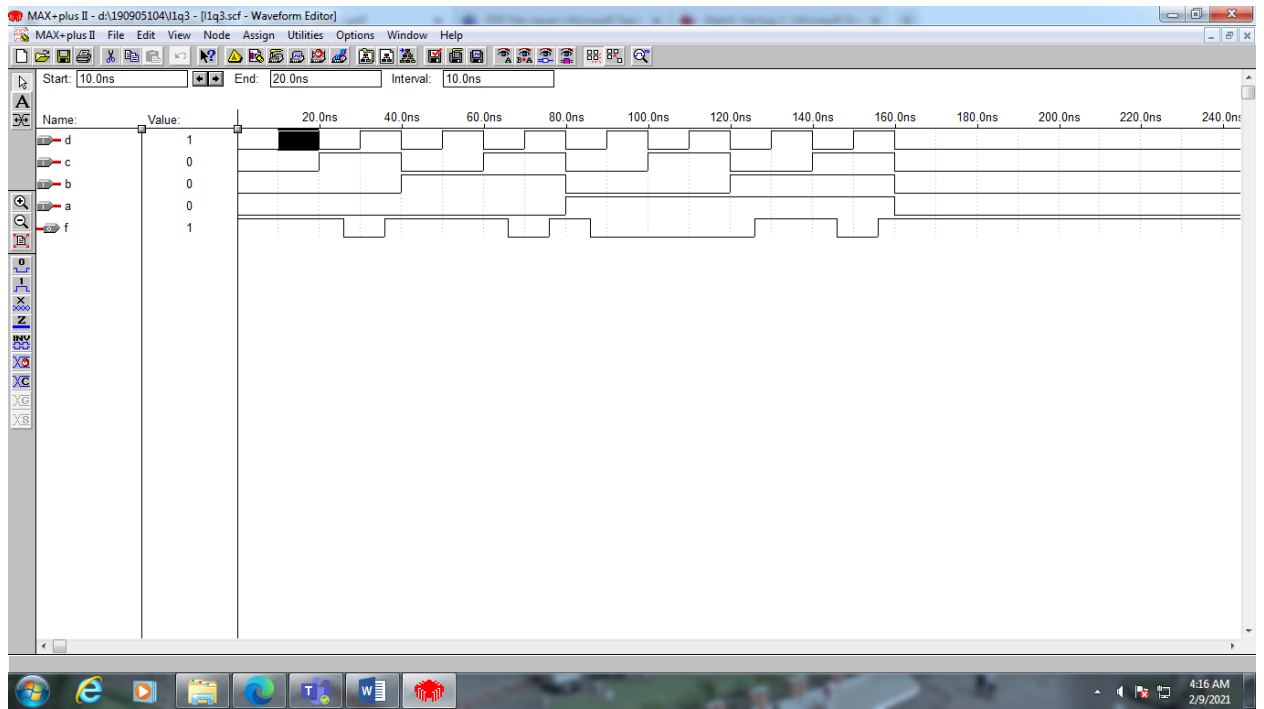 MAX+plus II - d:\190905104\l1q3 - [l1q3.scf - Waveform Editor]
MAX+plus II File Edit View Node Assign Utilities Options Window Help
Start: 10.0ns End: 20.0ns Interval: 10.0ns
Name: Value: 20.0ns 40.0ns 60.0ns 80.0ns 100.0ns 120.0ns 140.0ns 160.0ns 180.0ns 200.0ns 220.0ns 240.0ns
d 1
c 0
b 0
a 0
f 1
4:16 AM
2/9/2021